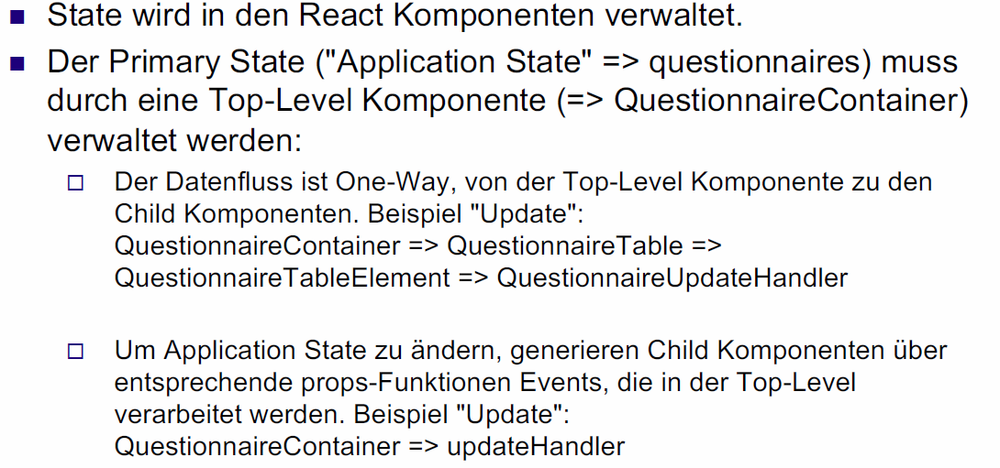 State wird in den React Komponenten verwaltet.
Der Primary State ("Application State" => questionnaires) muss
durch eine Top-Level Komponente (=> QuestionnaireContainer)
verwaltet werden:
Der Datenfluss ist One-Way, von der Top-Level Komponente zu den
Child Komponenten. Beispiel "Update":
QuestionnaireContainer => QuestionnaireTable =>
QuestionnaireTableElement => QuestionnaireUpdateHandler
Um Application State zu ändern, generieren Child Komponenten über
entsprechende props-Funktionen Events, die in der Top-Level
verarbeitet werden. Beispiel "Update":
QuestionnaireContainer => updateHandler